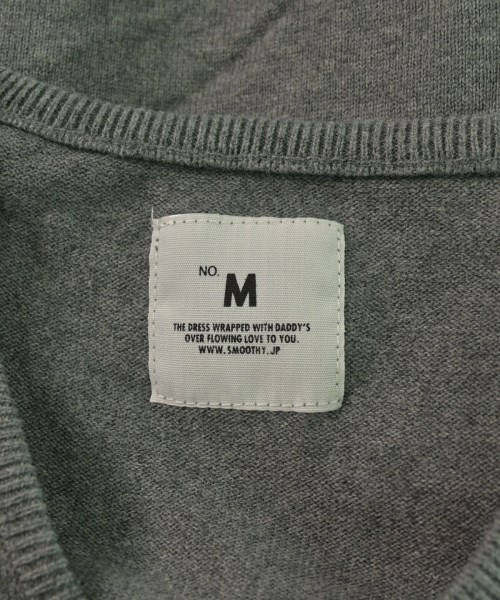 NO. M
THE DRESS WRAPPED WITH DADDY'S
OVER FLOWING LOVE TO YOU.
WWW.SMOOTHY.JP